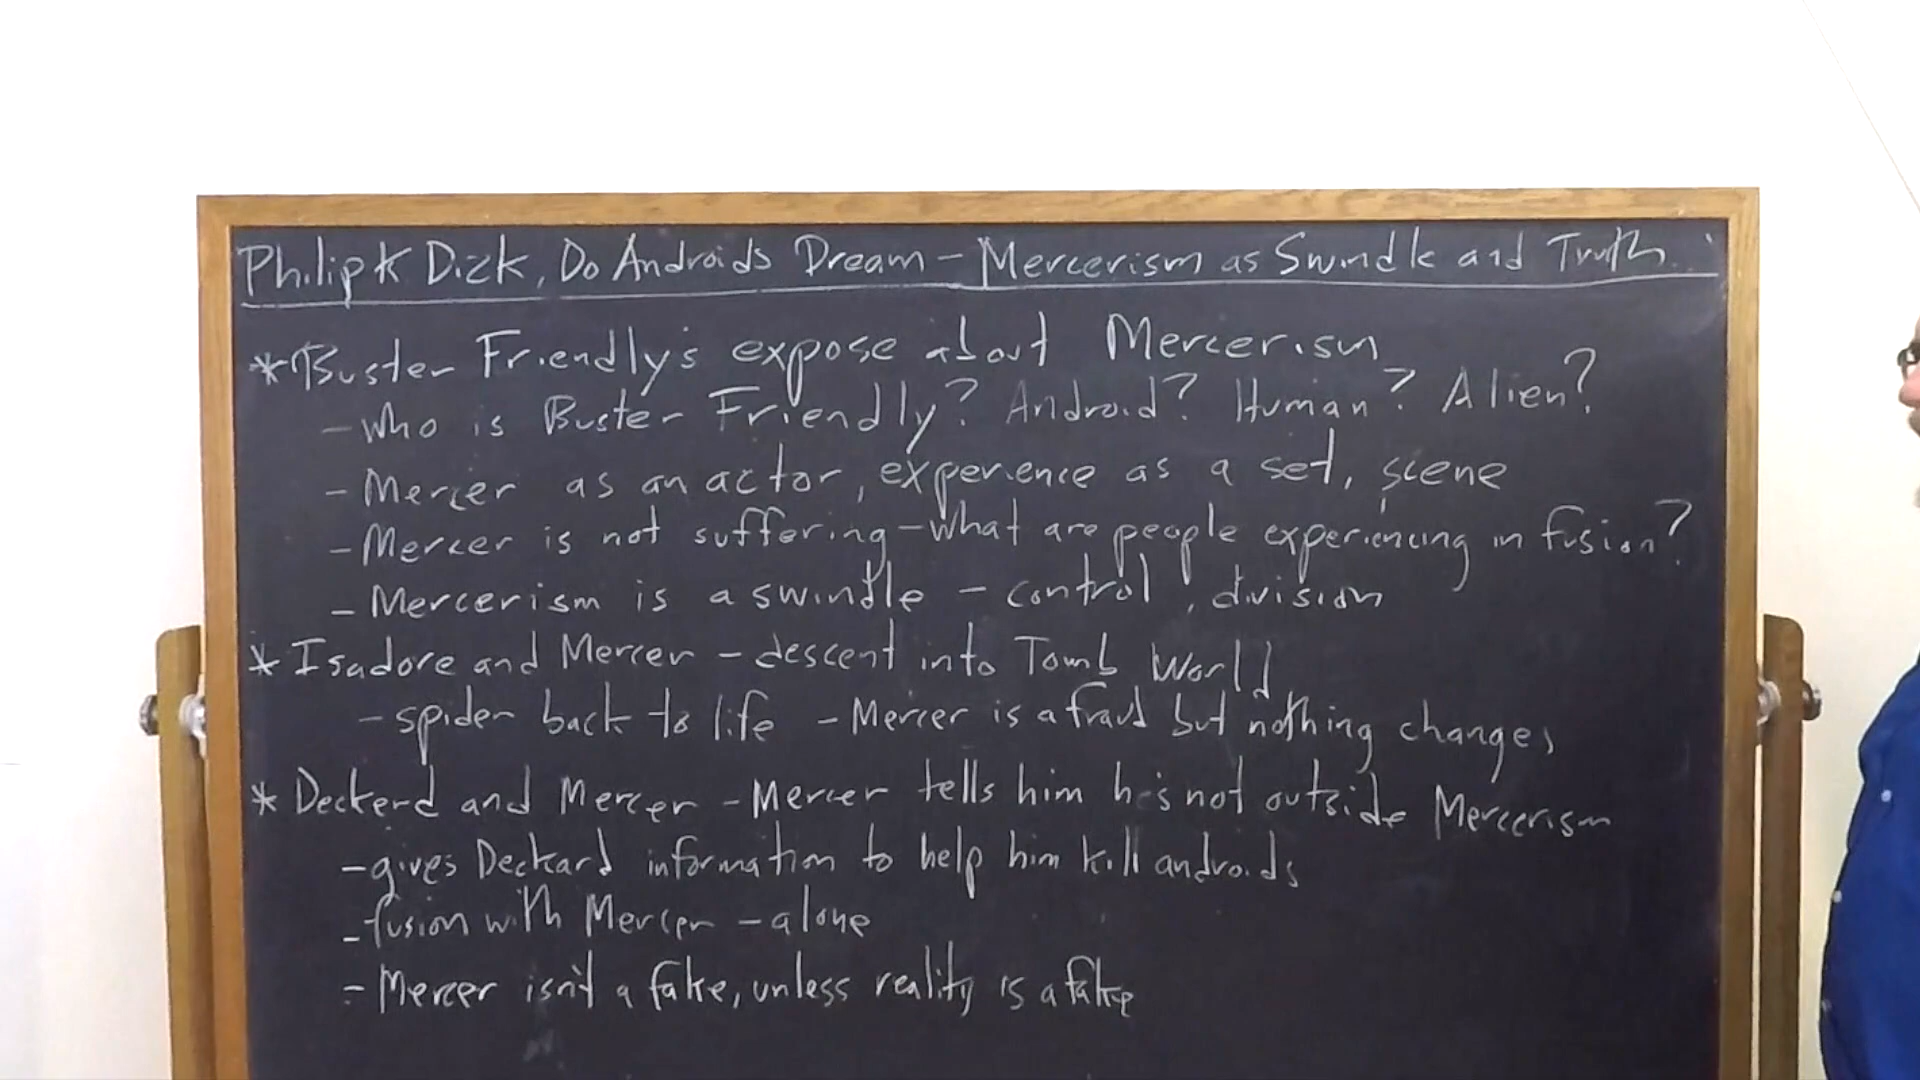 Philip K Dick, Do Androids Dream - Mercerism as Swindle and Truth
* Buster Friendly's expose about Mercerism
- who is Buster Friendly? Android? Human? Alien?
- Mercer as an actor, experience as a set, scene
- Mercer is not suffering - what are people experiencing in fusion?
- Mercerism is a swindle - control, division
* Isadore and Mercer - descent into Tomb World
- spider back to life - Mercer is a fraud but nothing changes
* Deckerd and Mercer - Mercer tells him he's not outside Mercerism
- gives Deckard information to help him kill androids
- fusion with Mercer - alone
- Mercer isn't a fake, unless reality is a fake